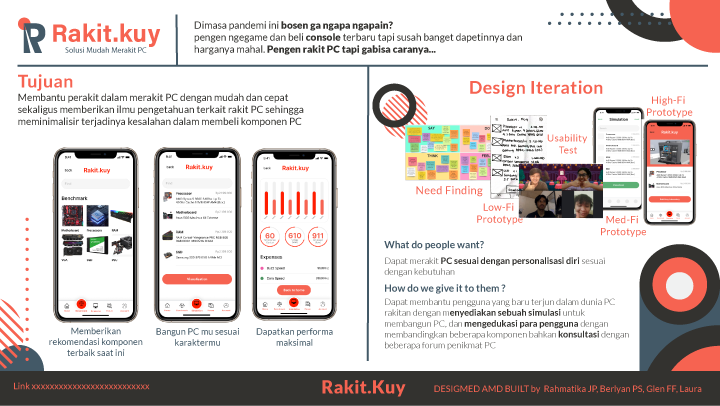 Rakit.kuy
Solusi Mudah Merakit PC
Dimasa pandemi ini bosen ga ngapa ngapain?
pengen ngegame dan beli console terbaru tapi susah banget dapetinnya dan
harganya mahal. Pengen rakit PC tapi gabisa caranya...
Tujuan
Membantu perakit dalam merakit PC dengan mudah dan cepat
sekaligus memberikan ilmu pengetahuan terkait rakit PC sehingga
meminimalisir terjadinya kesalahan dalam membeli komponen PC
Rakit.kuy
Benchmark
Memberikan
rekomendasi komponen
terbaik saat ini
Rakit.kuy
Processor
Motherboard
Bangun PC mu sesuai
karaktermu
Rakit.kuy
60
610
911
Expenses
Dapatkan performa
maksimal
Design Iteration
Need Finding
Low-Fi
Prototype
Usability
Test
Med-Fi
Prototype
High-Fi
Prototype
Simulation
Rakit.kuy
What do people want?
Dapat merakit PC sesuai dengan personalisasi diri sesuai
dengan kebutuhan
How do we give it to them ?
Dapat membantu pengguna yang baru terjun dalam dunia PC
rakitan dengan menyediakan sebuah simulasi untuk
membangun PC, dan mengedukasi para pengguna dengan
membandingkan beberapa komponen bahkan konsultasi dengan
beberapa forum penikmat PC
Link xxxxxxxxxxxxxxxxxxxxxxxxxx
Rakit.Kuy
DESIGMED AMD BUILT by Rahmatika JP, Berlyan PS, Glen FF, Laura